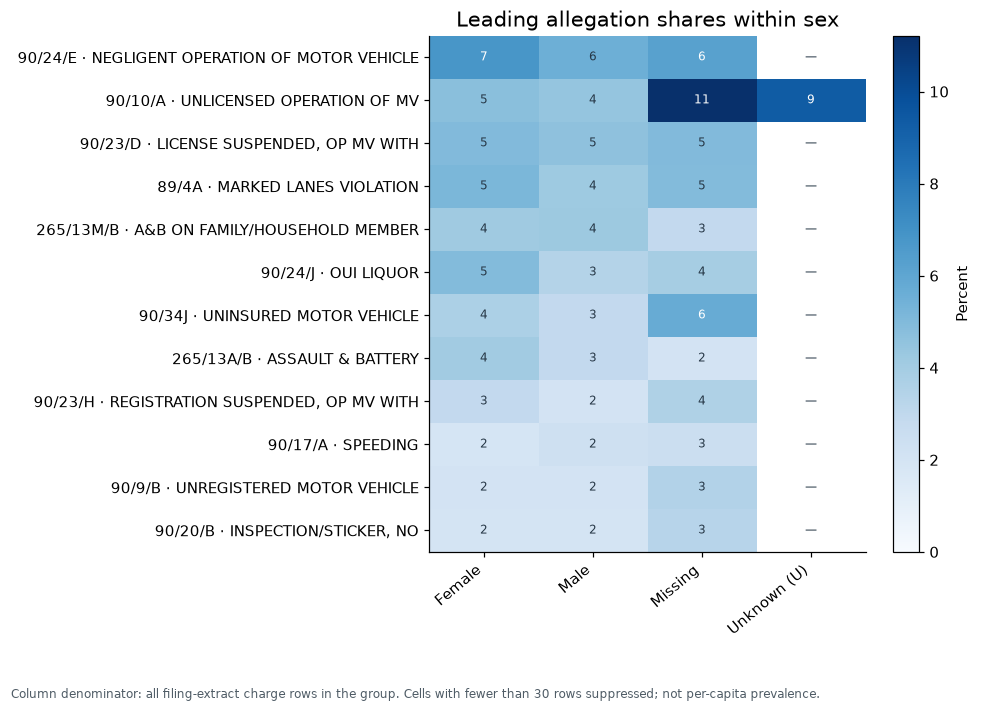 Leading allegation shares within sex
90/24/E · NEGLIGENT OPERATION OF MOTOR VEHICLE 7 6 6 —
90/10/A · UNLICENSED OPERATION OF MV 5 4 11 9
90/23/D · LICENSE SUSPENDED, OP MV WITH 5 5 5 —
89/4A · MARKED LANES VIOLATION 5 4 5 —
265/13M/B · A&B ON FAMILY/HOUSEHOLD MEMBER 4 4 3 —
90/24/J · OUI LIQUOR 5 3 4 —
90/34J · UNINSURED MOTOR VEHICLE 4 3 6 —
265/13A/B · ASSAULT & BATTERY 4 3 2 —
90/23/H · REGISTRATION SUSPENDED, OP MV WITH 3 2 4 —
90/17/A · SPEEDING 2 2 3 —
90/9/B · UNREGISTERED MOTOR VEHICLE 2 2 3 —
90/20/B · INSPECTION/STICKER, NO 2 2 3 —
Female Male Missing Unknown (U)
10
8
6
4
2
0
Percent
Column denominator: all filing-extract charge rows in the group. Cells with fewer than 30 rows suppressed; not per-capita prevalence.